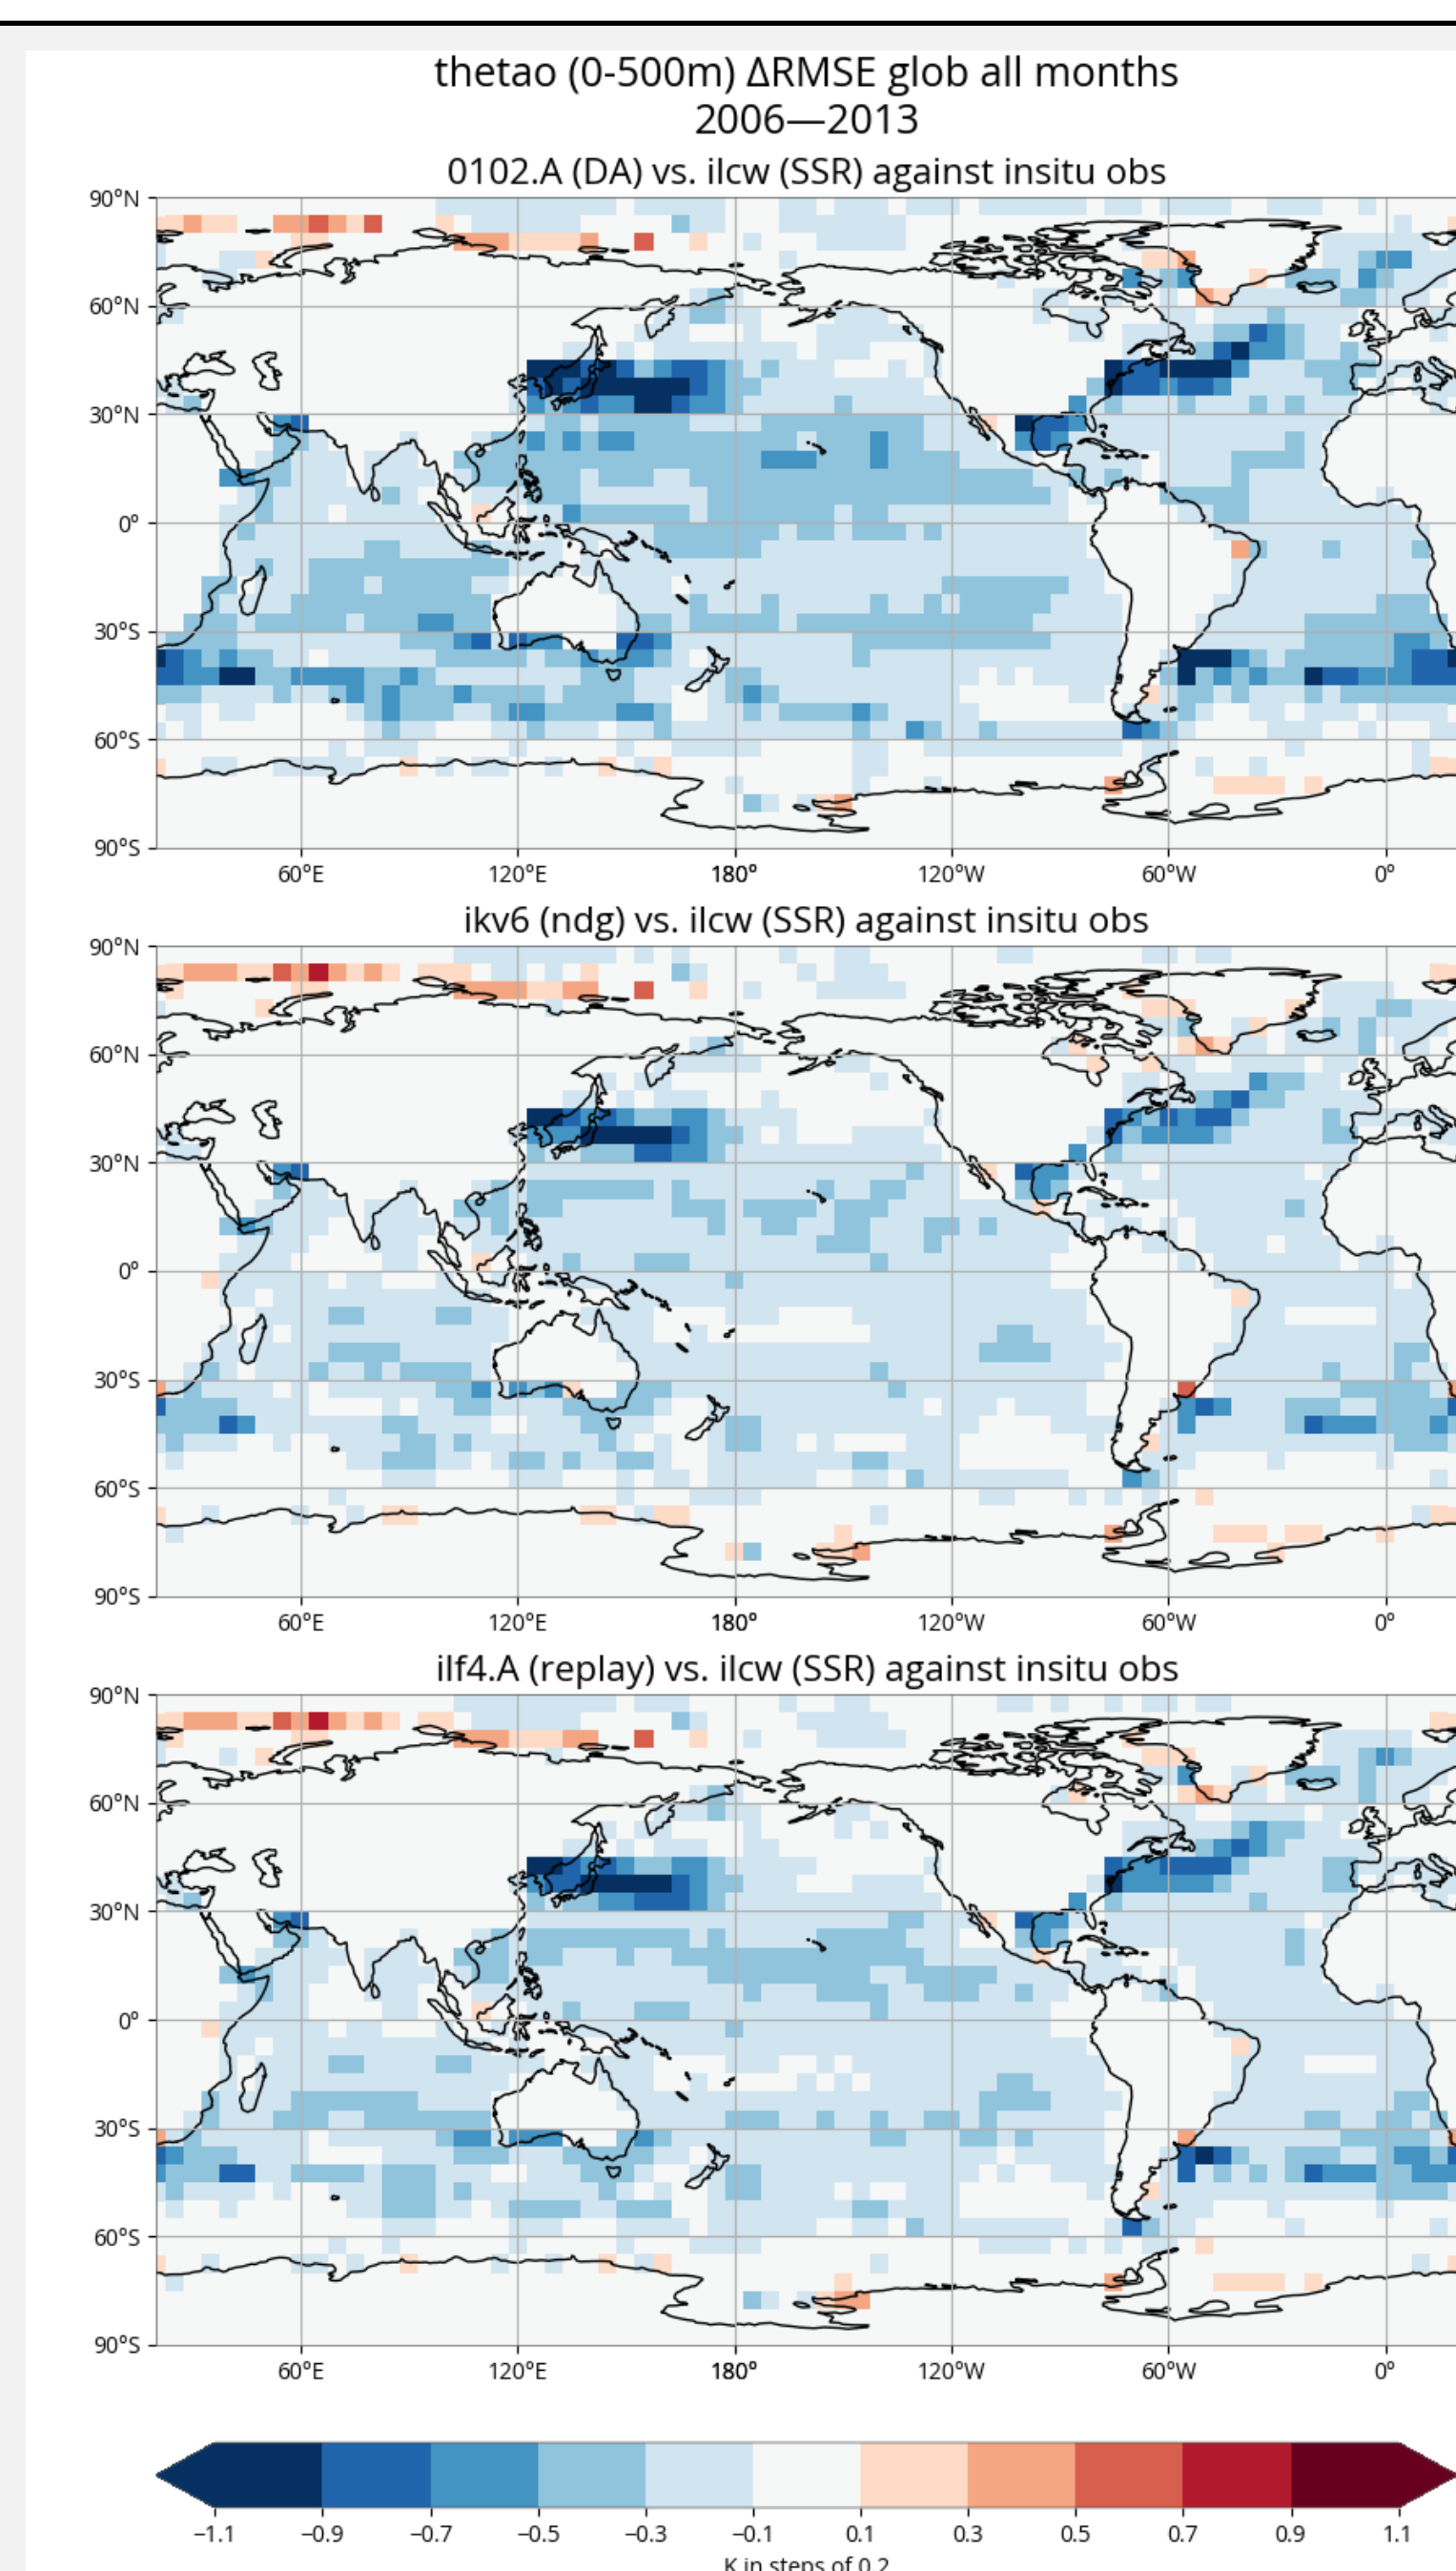 thetao (0-500m) ΔRMSE glob all months
2006—2013
0102.A (DA) vs. ilcw (SSR) against insitu obs
90°N
60°N
30°N
0°
30°S
60°S
90°S
60°E 120°E 180° 120°W 60°W 0°
ikv6 (ndg) vs. ilcw (SSR) against insitu obs
90°N
60°N
30°N
0°
30°S
60°S
90°S
60°E 120°E 180° 120°W 60°W 0°
ilf4.A (replay) vs. ilcw (SSR) against insitu obs
90°N
60°N
30°N
0°
30°S
60°S
90°S
60°E 120°E 180° 120°W 60°W 0°
−1.1 −0.9 −0.7 −0.5 −0.3 −0.1 0.1 0.3 0.5 0.7 0.9 1.1
K in steps of 0.2